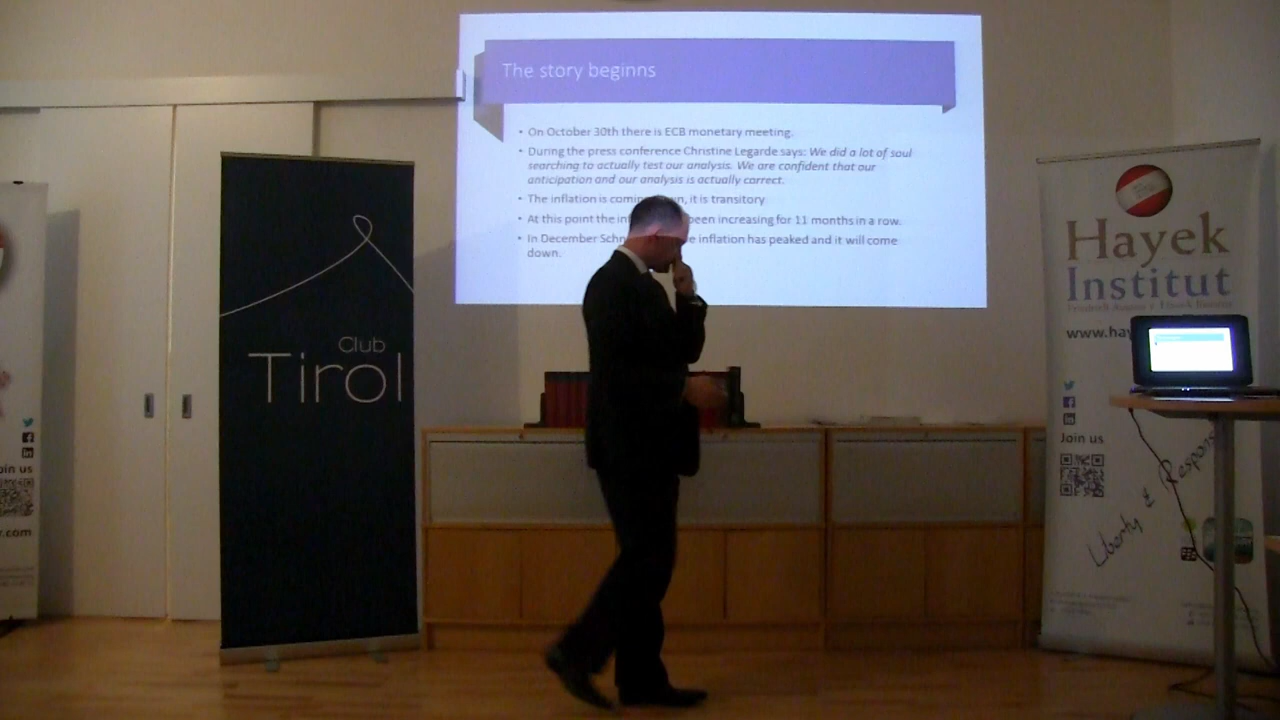 The story beginns
• On October 30th there is ECB monetary meeting.
• During the press conference Christine Legarde says: We did a lot of soul
searching to actually test our analysis. We are confident that our
anticipation and our analysis is actually correct.
• The inflation is coming down, it is transitory
• At this point the been increasing for 11 months in a row.
• In December inflation has peaked and it will come
down.
Club
Tirol
Hayek
Institut
www.hay
Join us
Liberty & Respons
oin us
r.com